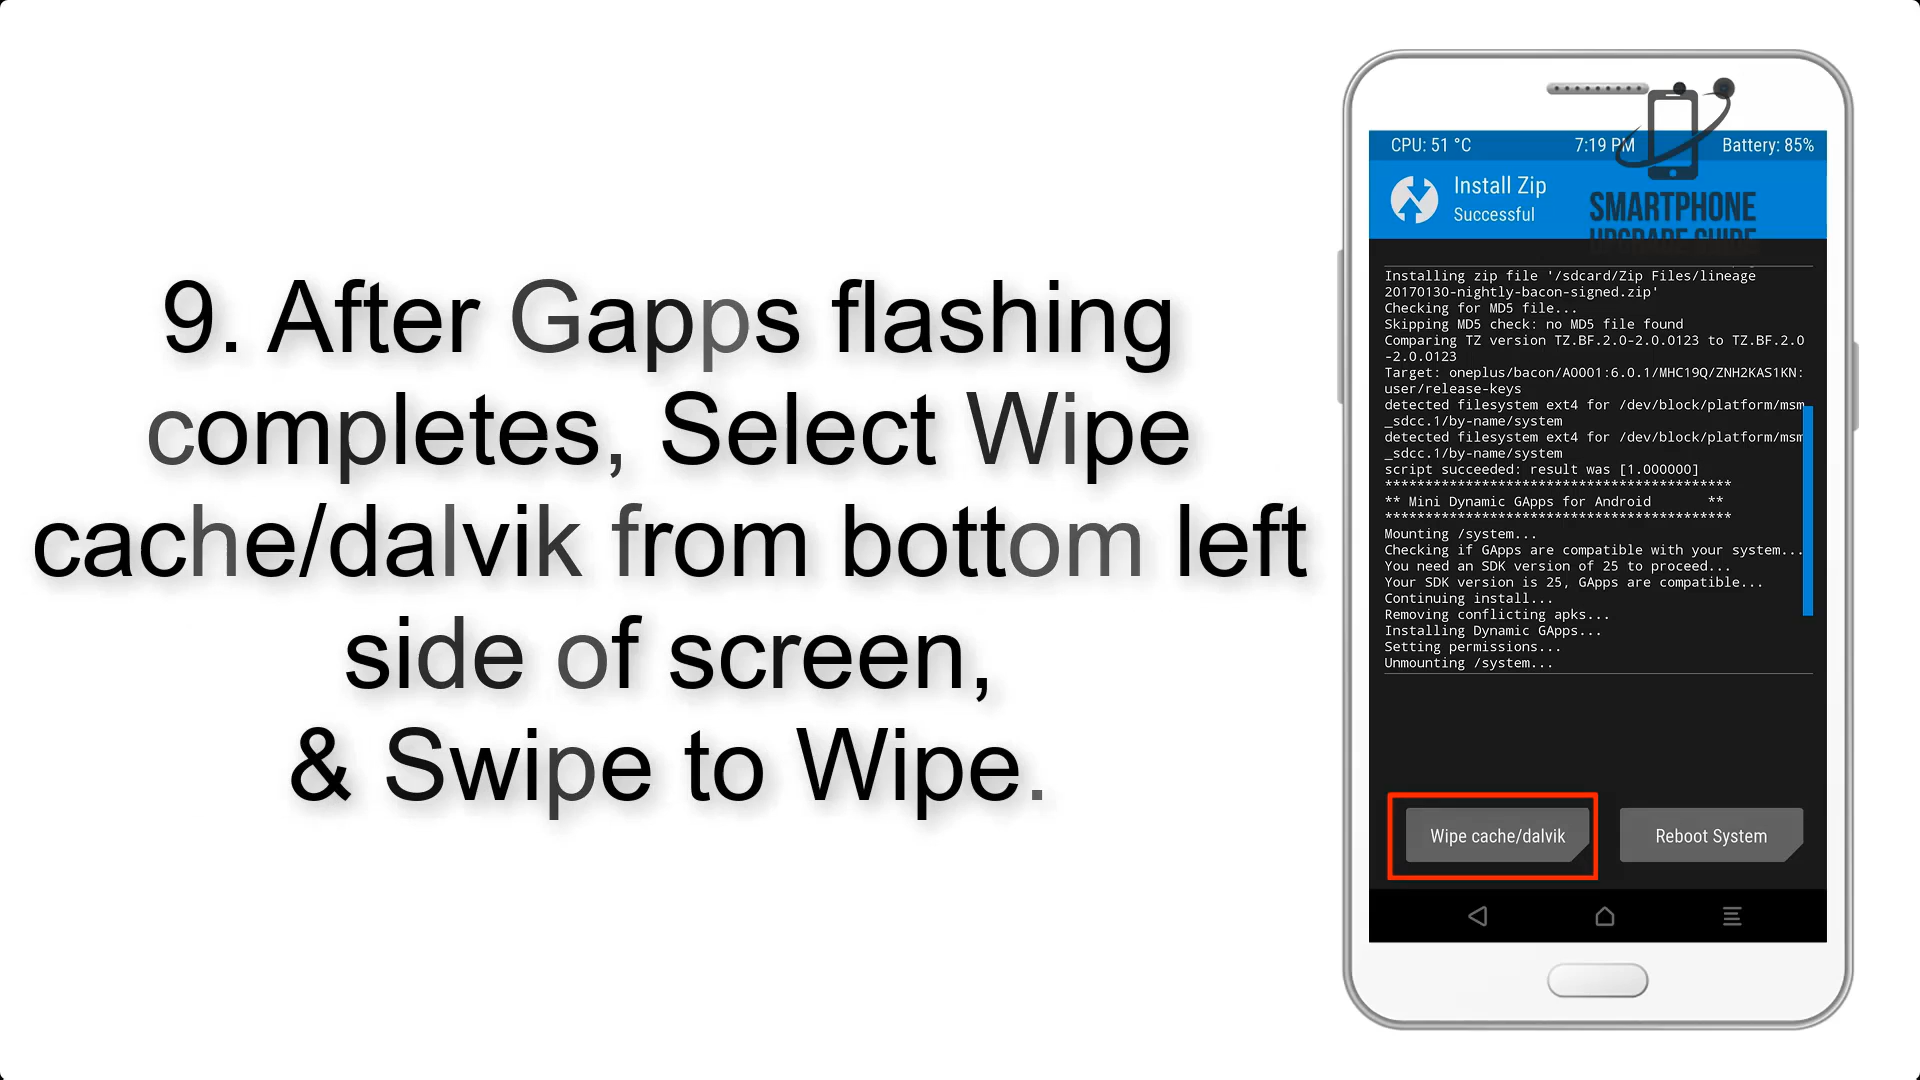 9. After Gapps flashing
completes, Select Wipe
cache/dalvik from bottom left
side of screen,
& Swipe to Wipe.
CPU: 51 °C 7:19 PM Battery: 85%
Install Zip
Successful
SMARTPHONE
UPGRADE GUIDE
Installing zip file '/sdcard/Zip Files/lineage
20170130-nightly-bacon-signed.zip'
Checking for MD5 file...
Skipping MD5 check: no MD5 file found
Comparing TZ version TZ.BF.2.0-2.0.0123 to TZ.BF.2.0
-2.0.0123
Target: oneplus/bacon/A0001:6.0.1/MHC19Q/ZNH2KAS1KN:
user/release-keys
detected filesystem ext4 for /dev/block/platform/msm
_sdcc.1/by-name/system
detected filesystem ext4 for /dev/block/platform/msm
_sdcc.1/by-name/system
script succeeded: result was [1.000000]
******************************************
** Mini Dynamic GApps for Android **
******************************************
Mounting /system...
Checking if GApps are compatible with your system...
You need an SDK version of 25 to proceed...
Your SDK version is 25, GApps are compatible...
Continuing install...
Removing conflicting apks...
Installing Dynamic GApps...
Setting permissions...
Unmounting /system...
Wipe cache/dalvik Reboot System